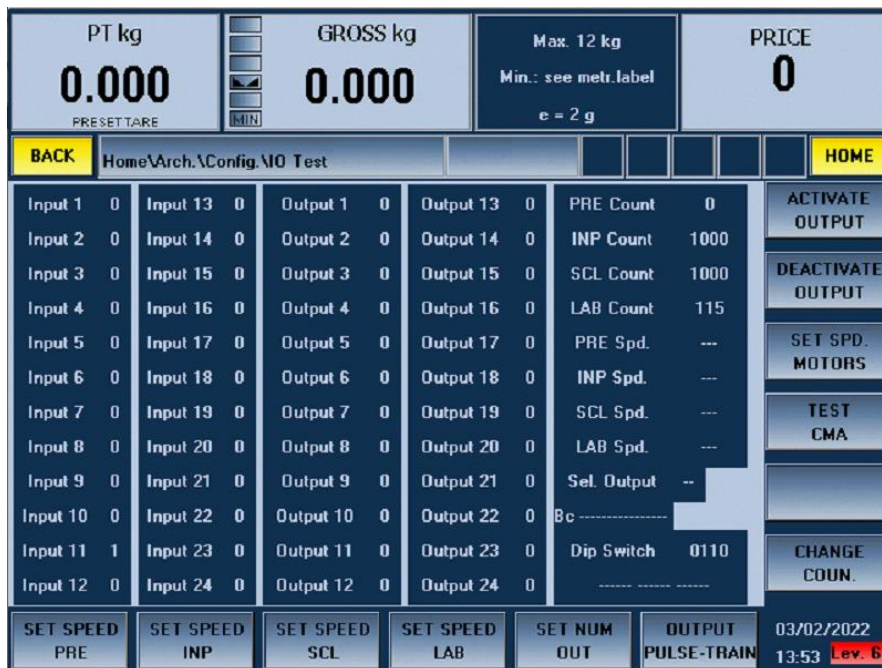 PT kg
0.000
PRESET TARE
MIN
GROSS kg
0.000
Max. 12 kg
Min.: see metr.label
e = 2 g
PRICE
0
BACK
Home\Arch.\Config.\IO Test
HOME
Input 1 0 Input 13 0 Output 1 0 Output 13 0 PRE Count 0
Input 2 0 Input 14 0 Output 2 0 Output 14 0 INP Count 1000
Input 3 0 Input 15 0 Output 3 0 Output 15 0 SCL Count 1000
Input 4 0 Input 16 0 Output 4 0 Output 16 0 LAB Count 115
Input 5 0 Input 17 0 Output 5 0 Output 17 0 PRE Spd. ---
Input 6 0 Input 18 0 Output 6 0 Output 18 0 INP Spd. ---
Input 7 0 Input 19 0 Output 7 0 Output 19 0 SCL Spd. ---
Input 8 0 Input 20 0 Output 8 0 Output 20 0 LAB Spd. ---
Input 9 0 Input 21 0 Output 9 0 Output 21 0 Sel. Output --
Input 10 0 Input 22 0 Output 10 0 Output 22 0 Bc ----------------
Input 11 1 Input 23 0 Output 11 0 Output 23 0 Dip Switch 0110
Input 12 0 Input 24 0 Output 12 0 Output 24 0 ------ ------ ------
ACTIVATE
OUTPUT
DEACTIVATE
OUTPUT
SET SPD.
MOTORS
TEST
CMA
CHANGE
COUN.
SET SPEED
PRE
SET SPEED
INP
SET SPEED
SCL
SET SPEED
LAB
SET NUM
OUT
OUTPUT
PULSE-TRAIN
03/02/2022
13:53 Lev. 6